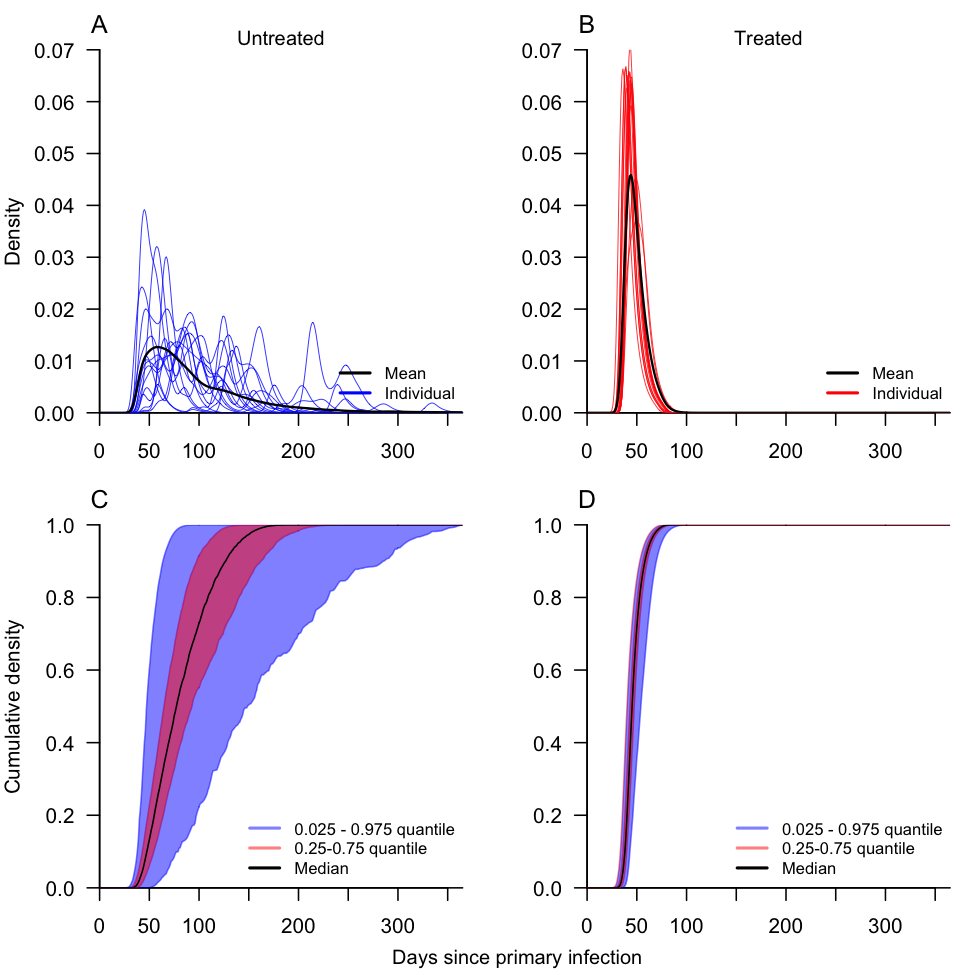 A
Untreated
0.07
0.06
0.05
0.04
0.03
0.02
0.01
0.00
Density
Mean
Individual
0 50 100 200 300
B
Treated
0.07
0.06
0.05
0.04
0.03
0.02
0.01
0.00
Mean
Individual
0 50 100 200 300
C
1.0
0.8
0.6
0.4
0.2
0.0
Cumulative density
0.025 - 0.975 quantile
0.25-0.75 quantile
Median
0 50 100 200 300
D
1.0
0.8
0.6
0.4
0.2
0.0
0.025 - 0.975 quantile
0.25-0.75 quantile
Median
0 50 100 200 300
Days since primary infection